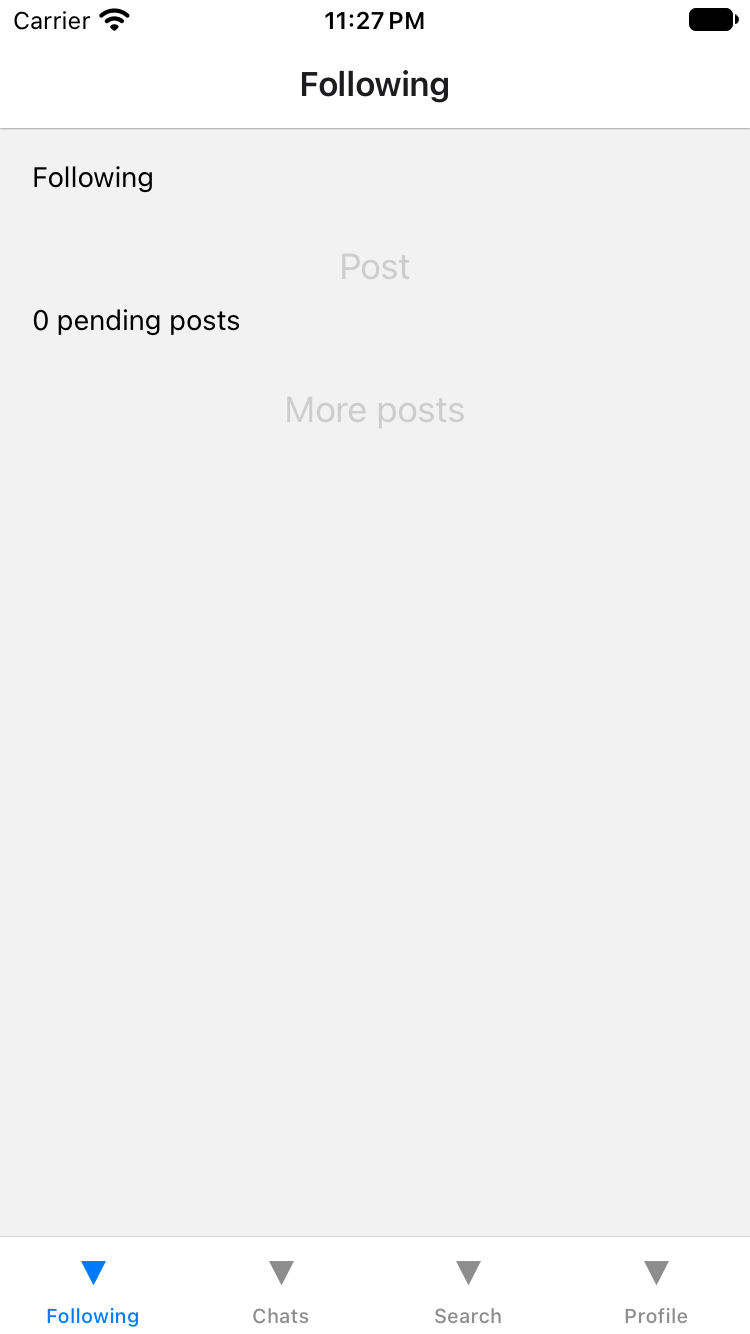 Carrier 11:27 PM
Following
Following
Post
0 pending posts
More posts
Following Chats Search Profile